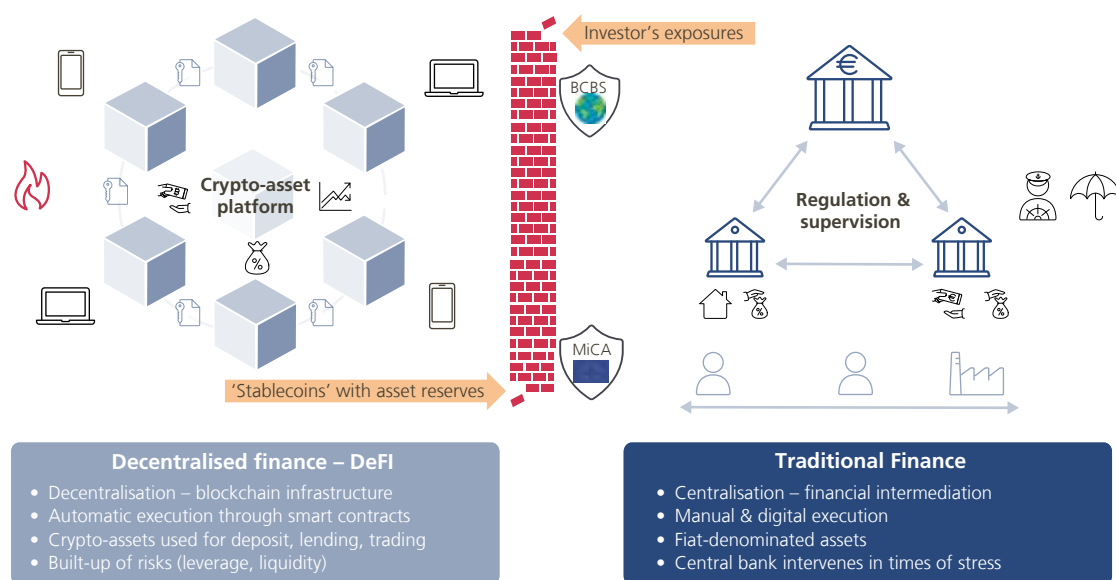 Investor’s exposures
BCBS
€
Crypto-asset
platform
B
%
Regulation &
supervision
%
€
%
MiCA
‘Stablecoins’ with asset reserves
Decentralised finance – DeFI
• Decentralisation – blockchain infrastructure
• Automatic execution through smart contracts
• Crypto-assets used for deposit, lending, trading
• Built-up of risks (leverage, liquidity)
Traditional Finance
• Centralisation – financial intermediation
• Manual & digital execution
• Fiat-denominated assets
• Central bank intervenes in times of stress